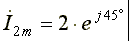 İ₂ₘ = 2 · e^{j45°}